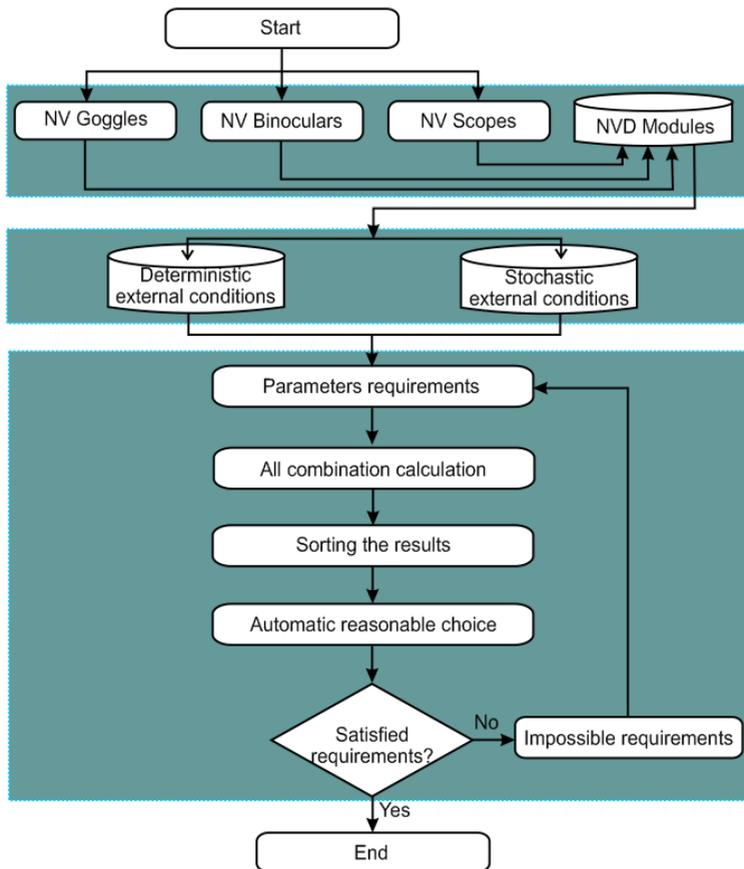 Start
NV Goggles
NV Binoculars
NV Scopes
NVD Modules
Deterministic
external conditions
Stochastic
external conditions
Parameters requirements
All combination calculation
Sorting the results
Automatic reasonable choice
Satisfied
requirements?
No
Impossible requirements
Yes
End